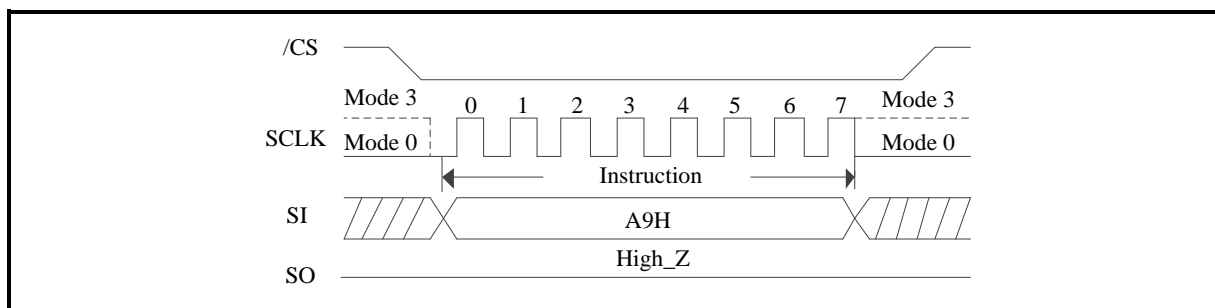 /CS
Mode 3 0 1 2 3 4 5 6 7 Mode 3
SCLK Mode 0 Mode 0
Instruction
SI A9H
High_Z
SO